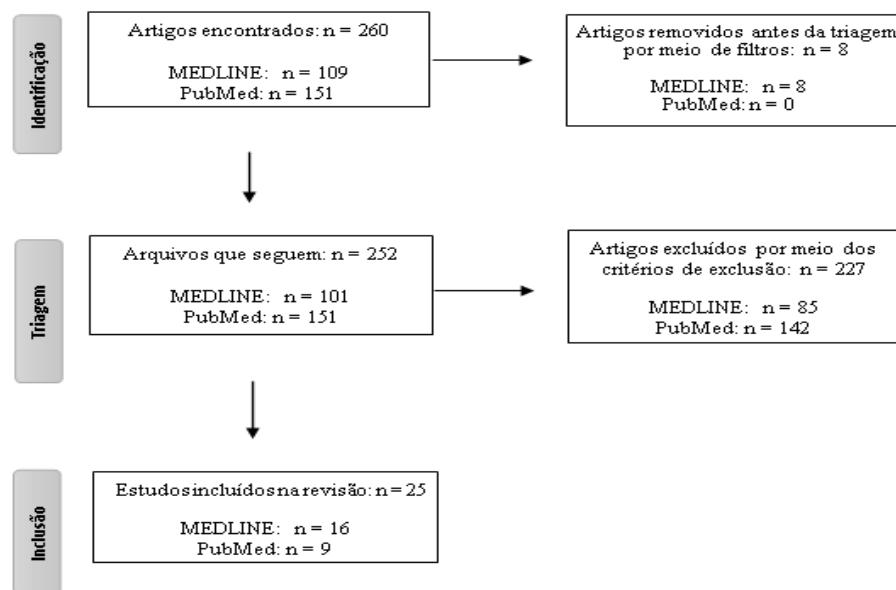 Identificação
Artigos encontrados: n = 260
MEDLINE: n = 109
PubMed: n = 151
Artigos removidos antes da triagem
por meio de filtros: n = 8
MEDLINE: n = 8
PubMed: n = 0
Triagem
Arquivos que seguem: n = 252
MEDLINE: n = 101
PubMed: n = 151
Artigos excluídos por meio dos
critérios de exclusão: n = 227
MEDLINE: n = 85
PubMed: n = 142
Inclusão
Estudos incluídos na revisão: n = 25
MEDLINE: n = 16
PubMed: n = 9